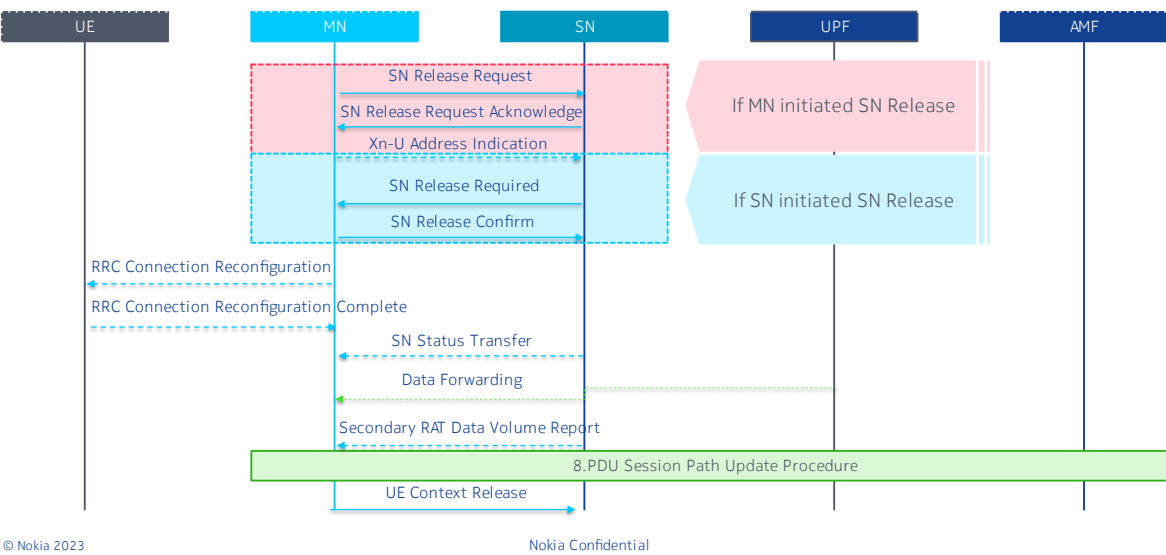 UE MN SN UPF AMF
SN Release Request
If MN initiated SN Release
SN Release Request Acknowledge
Xn-U Address Indication
SN Release Required
If SN initiated SN Release
SN Release Confirm
RRC Connection Reconfiguration
RRC Connection Reconfiguration Complete
SN Status Transfer
Data Forwarding
Secondary RAT Data Volume Report
8.PDU Session Path Update Procedure
UE Context Release
© Nokia 2023
Nokia Confidential